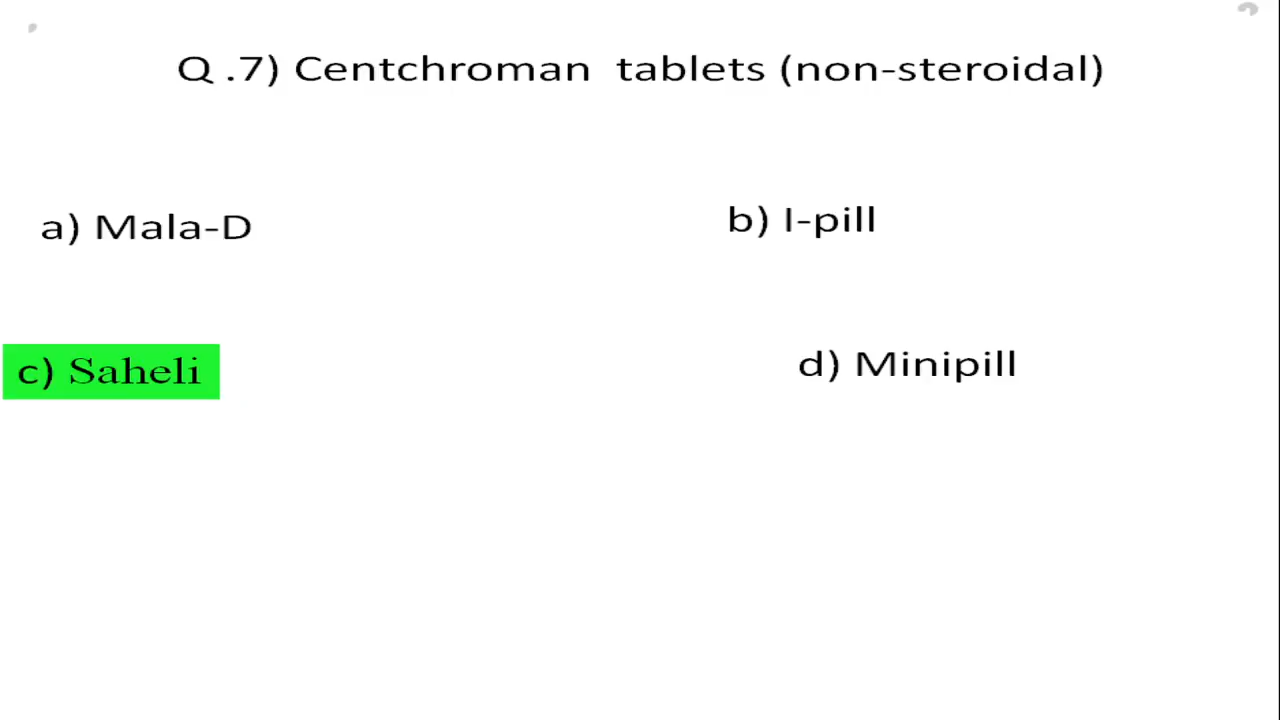 Q .7) Centchroman tablets (non-steroidal)
a) Mala-D
b) I-pill
c) Saheli
d) Minipill